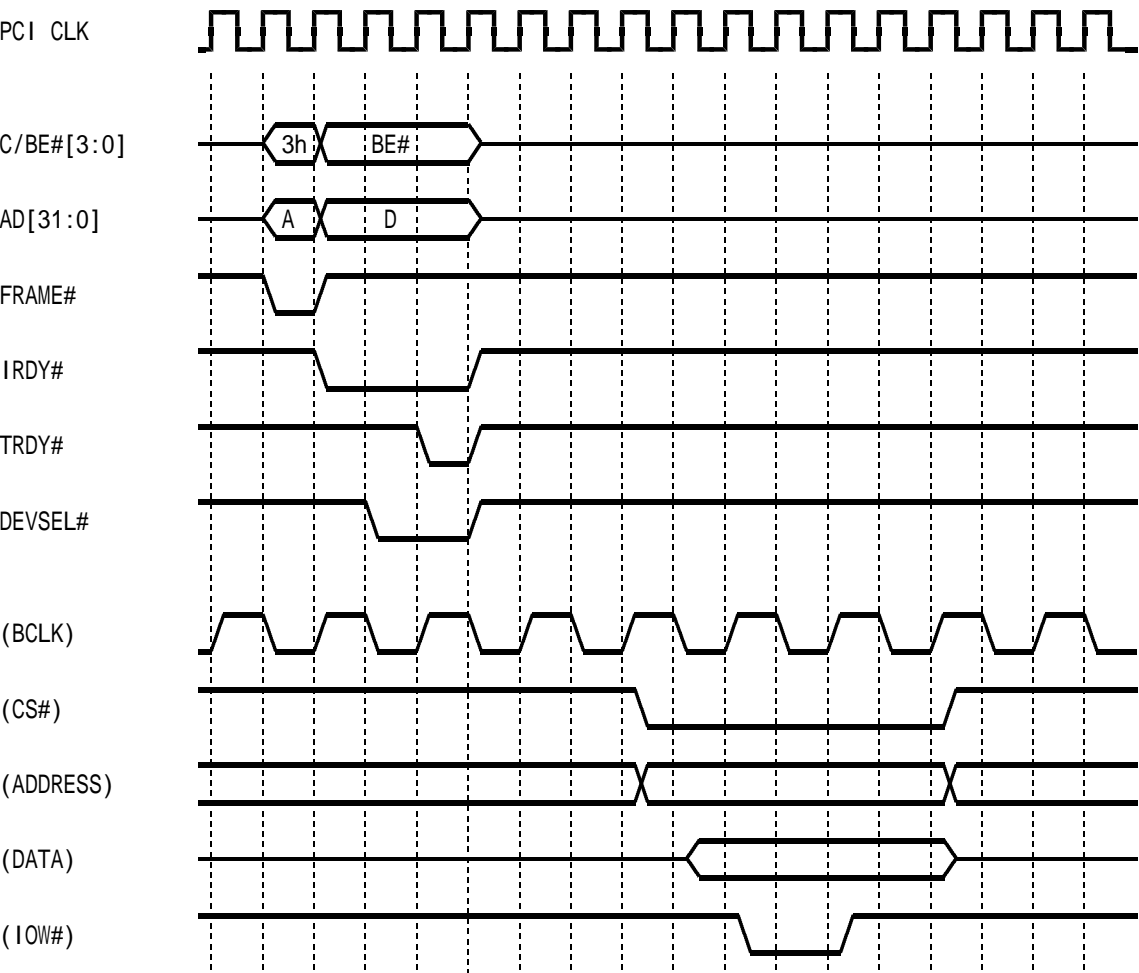 PCI CLK
C/BE#[3:0] 3h BE#
AD[31:0] A D
FRAME#
IRDY#
TRDY#
DEVSEL#
(BCLK)
(CS#)
(ADDRESS)
(DATA)
(IOW#)